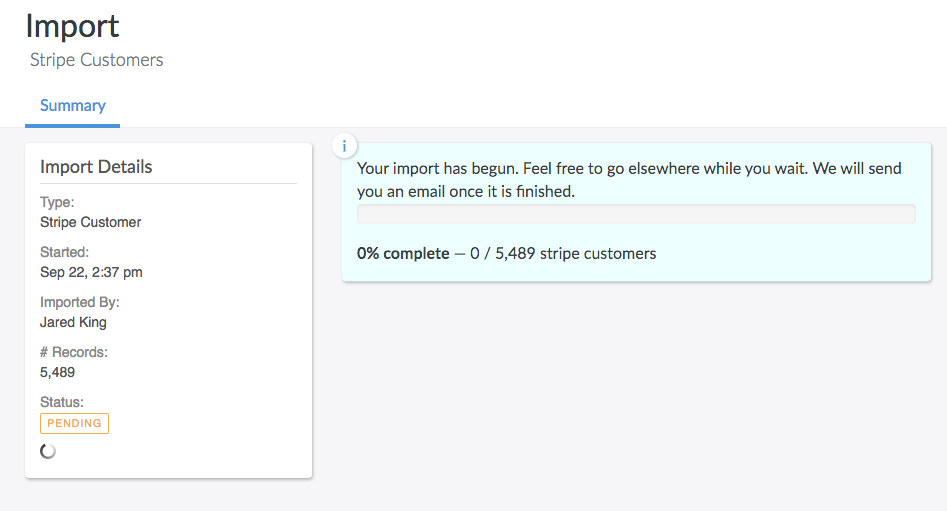 Import
Stripe Customers
Summary
Import Details
Type:
Stripe Customer
Started:
Sep 22, 2:37 pm
Imported By:
Jared King
# Records:
5,489
Status:
PENDING
i
Your import has begun. Feel free to go elsewhere while you wait. We will send
you an email once it is finished.
0% complete — 0 / 5,489 stripe customers